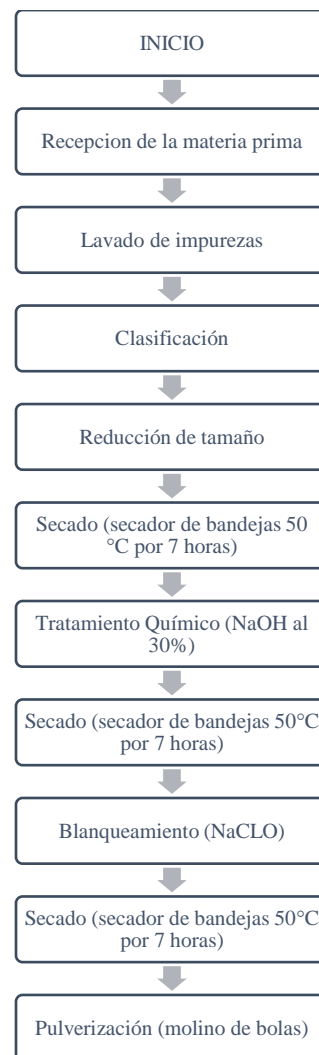 INICIO
Recepcion de la materia prima
Lavado de impurezas
Clasificación
Reducción de tamaño
Secado (secador de bandejas 50
°C por 7 horas)
Tratamiento Químico (NaOH al
30%)
Secado (secador de bandejas 50°C
por 7 horas)
Blanqueamiento (NaCLO)
Secado (secador de bandejas 50°C
por 7 horas)
Pulverización (molino de bolas)